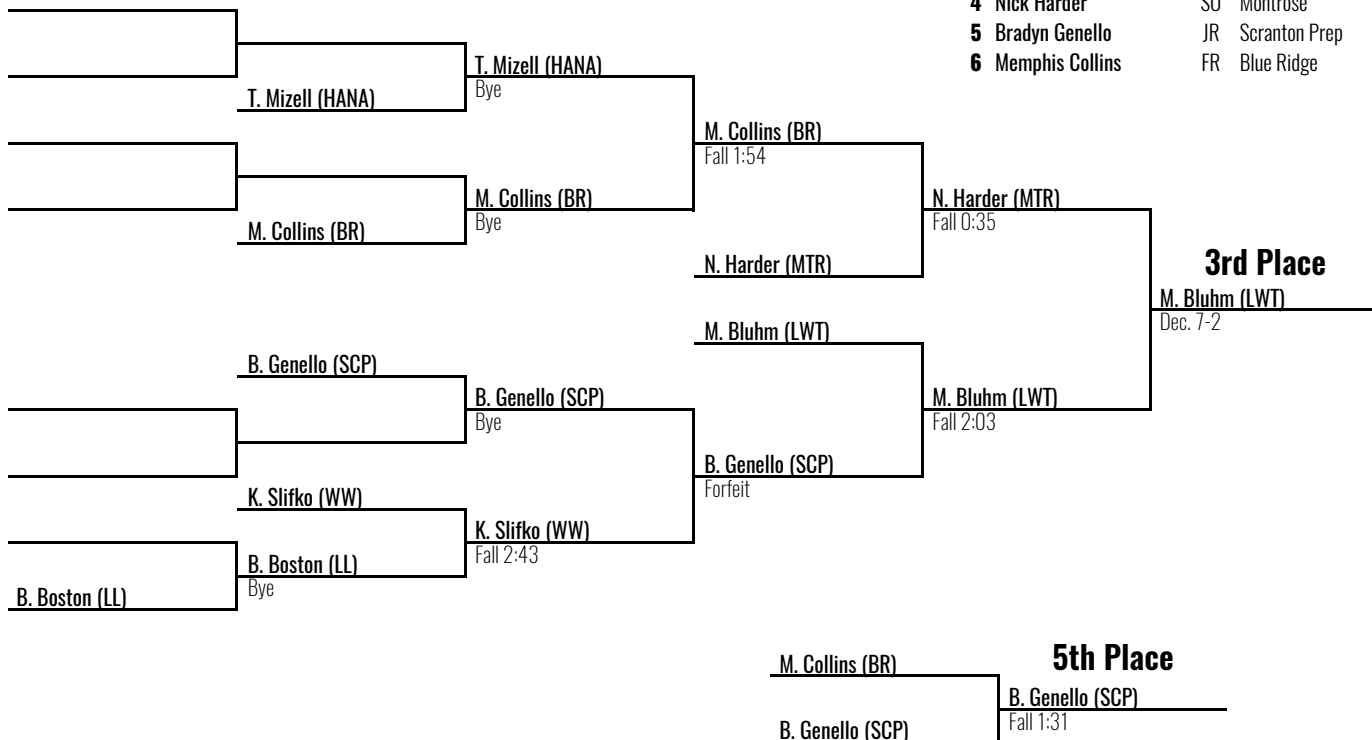 4 Nick Harder SO Montrose
5 Bradyn Genello JR Scranton Prep
6 Memphis Collins FR Blue Ridge
T. Mizell (HANA)
T. Mizell (HANA)
Bye
M. Collins (BR)
Fall 1:54
M. Collins (BR)
M. Collins (BR)
Bye
N. Harder (MTR)
N. Harder (MTR)
Fall 0:35
3rd Place
M. Bluhm (LWT)
Dec. 7-2
M. Bluhm (LWT)
B. Genello (SCP)
B. Genello (SCP)
Bye
M. Bluhm (LWT)
Fall 2:03
B. Genello (SCP)
Forfeit
K. Slifko (WW)
K. Slifko (WW)
Fall 2:43
B. Boston (LL)
Bye
B. Boston (LL)
5th Place
M. Collins (BR)
B. Genello (SCP)
Fall 1:31
B. Genello (SCP)